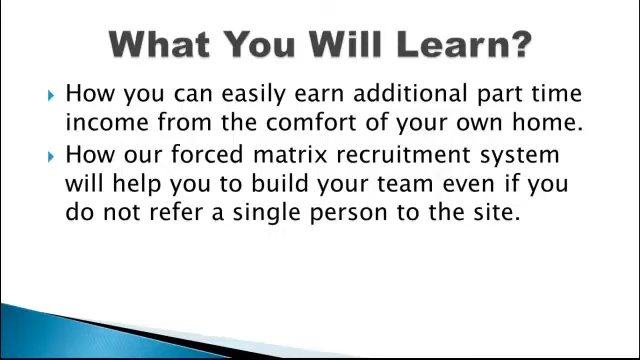 What You Will Learn?
How you can easily earn additional part time
income from the comfort of your own home.
How our forced matrix recruitment system
will help you to build your team even if you
do not refer a single person to the site.